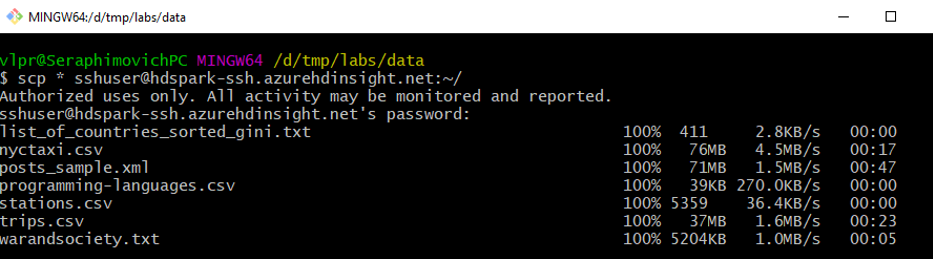 MINGW64:/d/tmp/labs/data
vlpr@SeraphimovichPC MINGW64 /d/tmp/labs/data
$ scp * sshuser@hdspark-ssh.azurehdinsight.net:~/
Authorized uses only. All activity may be monitored and reported.
sshuser@hdspark-ssh.azurehdinsight.net's password:
list_of_countries_sorted_gini.txt 100% 411 2.8KB/s 00:00
nyctaxi.csv 100% 76MB 4.5MB/s 00:17
posts_sample.xml 100% 71MB 1.5MB/s 00:47
programming-languages.csv 100% 39KB 270.0KB/s 00:00
stations.csv 100% 5359 36.4KB/s 00:00
trips.csv 100% 37MB 1.6MB/s 00:23
warandsociety.txt 100% 5204KB 1.0MB/s 00:05